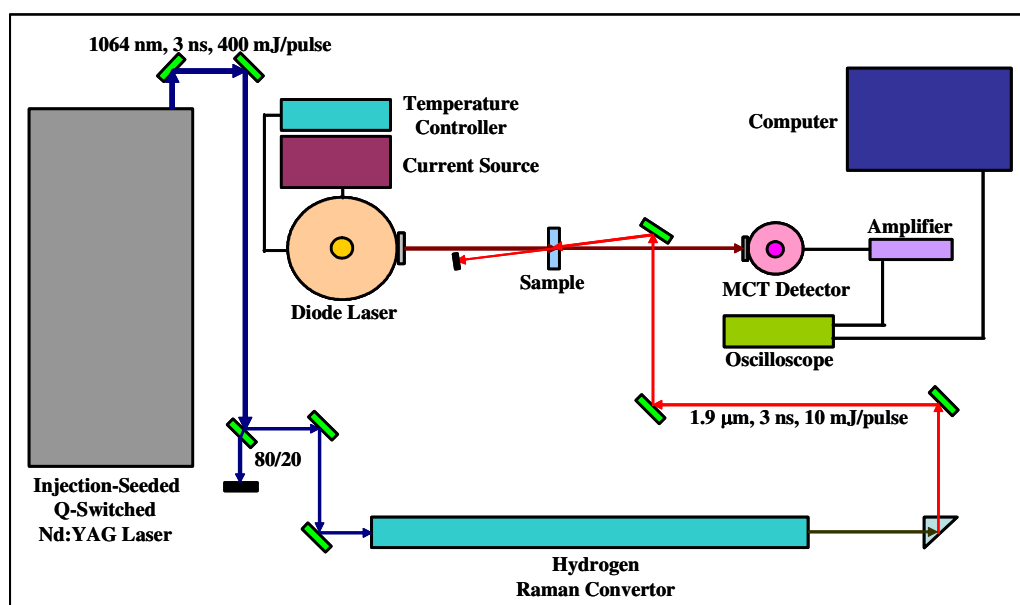 1064 nm, 3 ns, 400 mJ/pulse
Temperature
Controller
Current Source
Computer
Amplifier
Sample
MCT Detector
Diode Laser
Oscilloscope
1.9 μm, 3 ns, 10 mJ/pulse
80/20
Injection-Seeded
Q-Switched
Nd:YAG Laser
Hydrogen
Raman Convertor